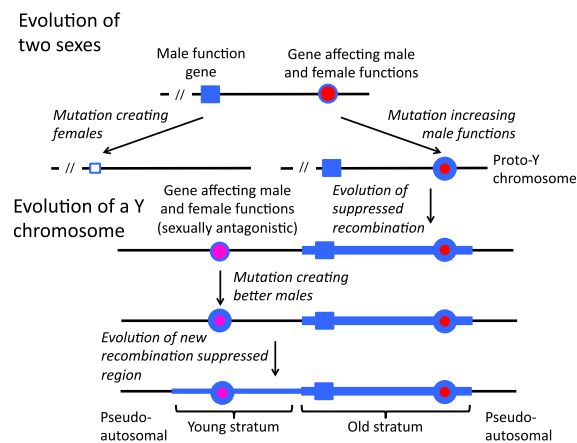 Evolution of
two sexes
Male function
gene
Gene affecting male
and female functions
//
Mutation creating
females
Mutation increasing
male functions
//
//
Proto-Y
chromosome
Evolution of a Y
chromosome
Gene affecting male
and female functions
(sexually antagonistic)
Evolution of
suppressed
recombination
Mutation creating
better males
Evolution of new
recombination suppressed
region
Pseudo-
autosomal
Young stratum
Old stratum
Pseudo-
autosomal